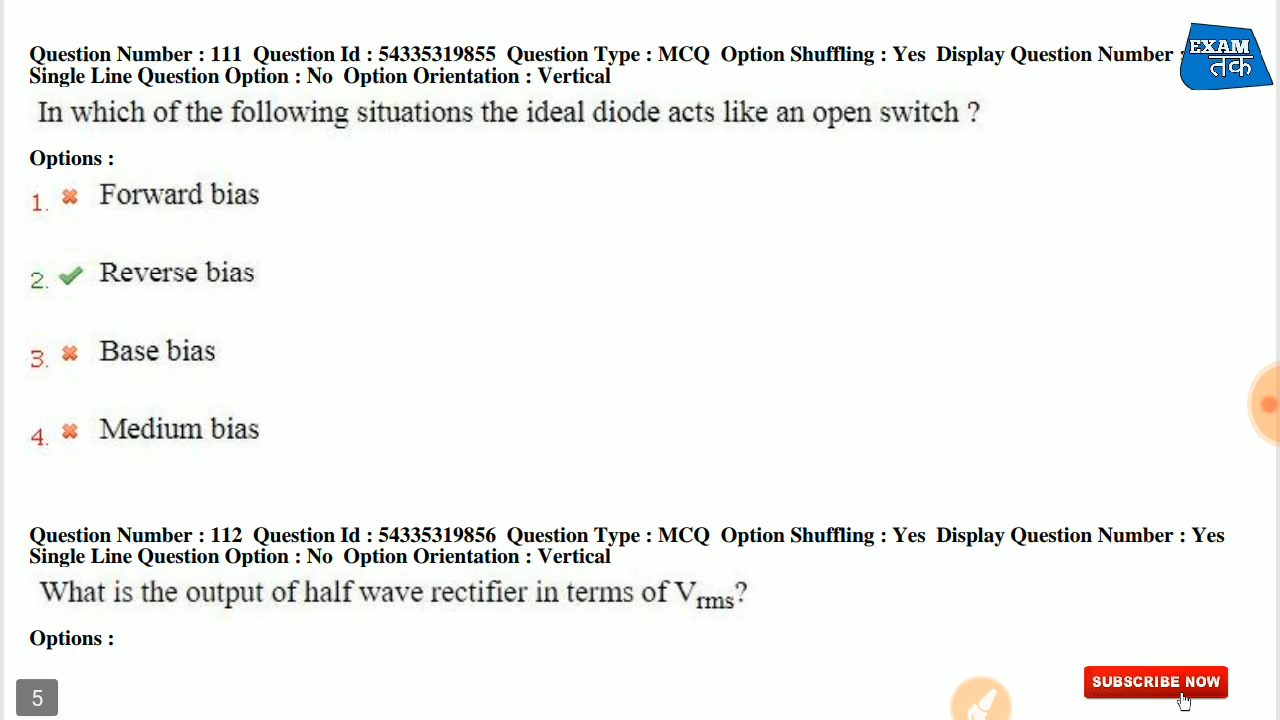 Question Number : 111 Question Id : 54335319855 Question Type : MCQ Option Shuffling : Yes Display Question Number :
EXAM
तक
Single Line Question Option : No Option Orientation : Vertical
In which of the following situations the ideal diode acts like an open switch ?
Options :
1. Forward bias
2. Reverse bias
3. Base bias
4. Medium bias
Question Number : 112 Question Id : 54335319856 Question Type : MCQ Option Shuffling : Yes Display Question Number : Yes
Single Line Question Option : No Option Orientation : Vertical
What is the output of half wave rectifier in terms of Vrms?
Options :
SUBSCRIBE NOW
5